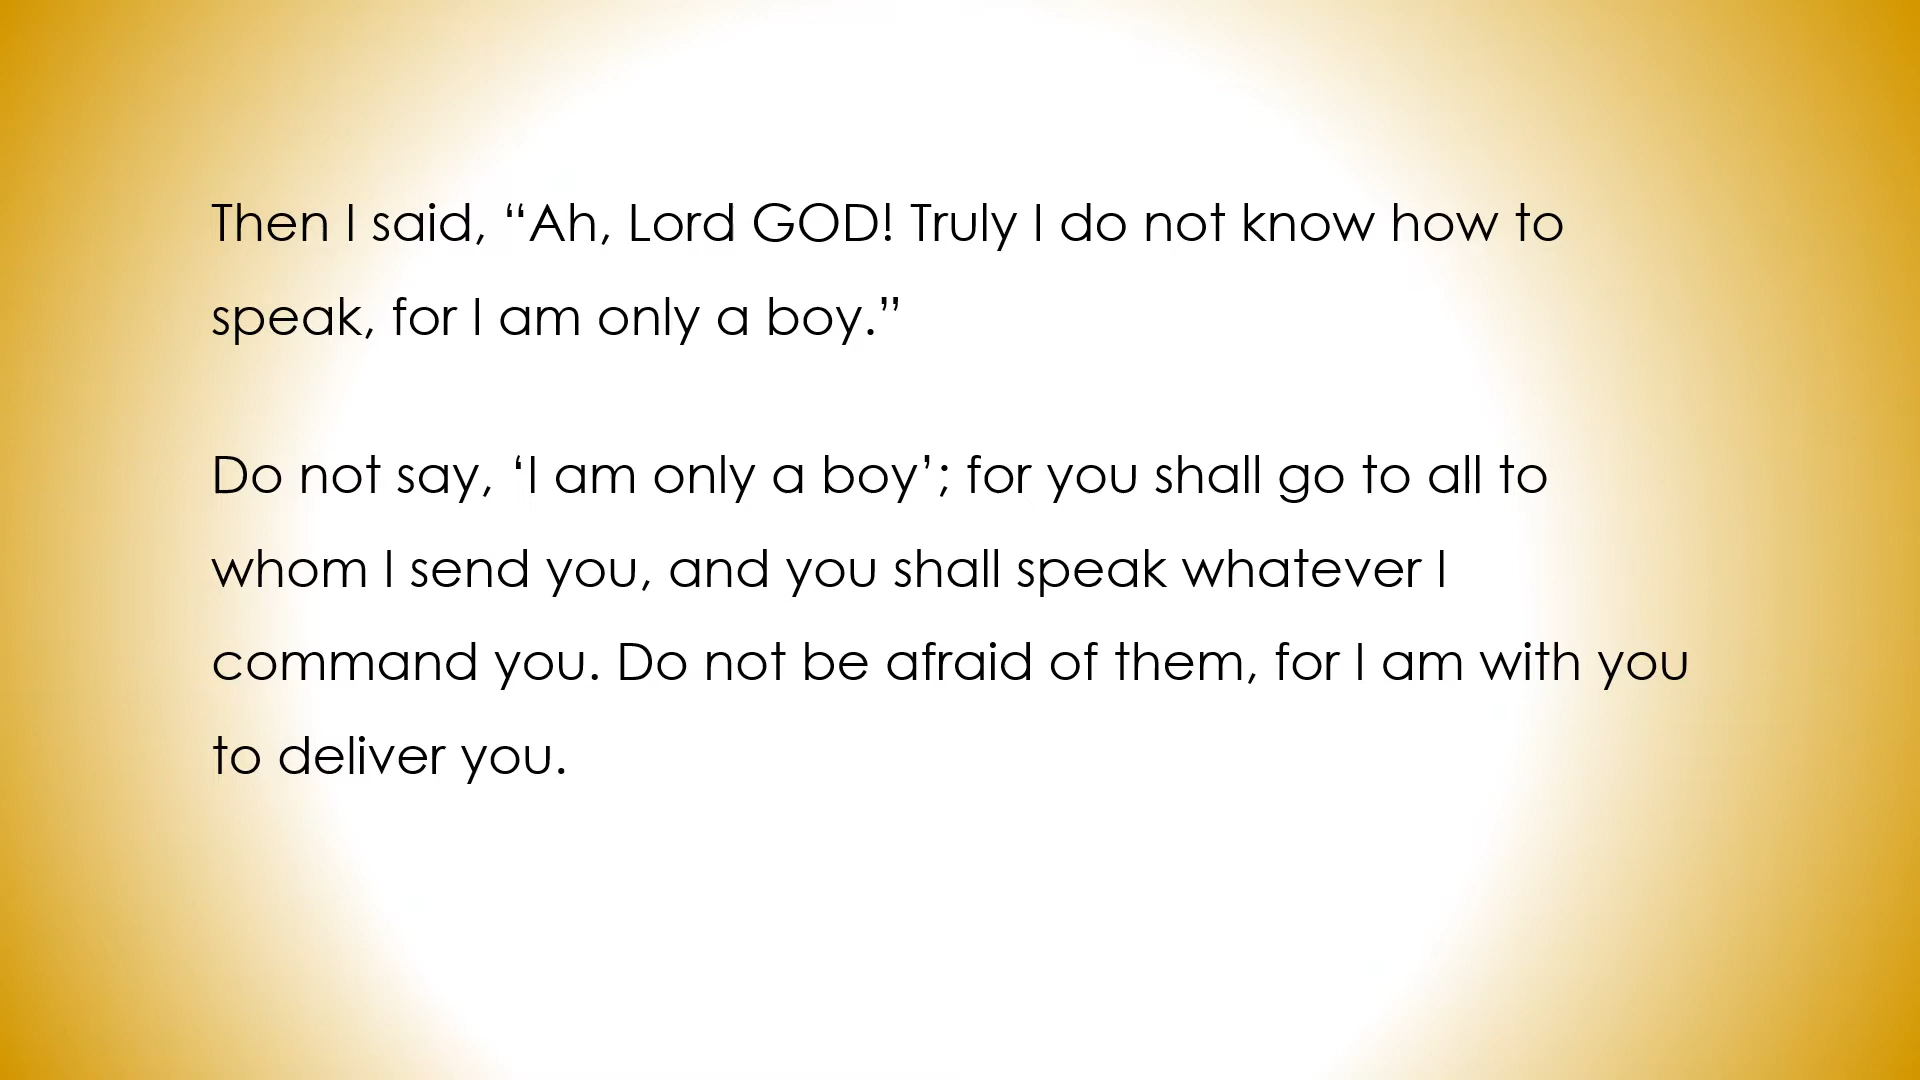 Then I said, “Ah, Lord GOD! Truly I do not know how to
speak, for I am only a boy.”
Do not say, ‘I am only a boy’; for you shall go to all to
whom I send you, and you shall speak whatever I
command you. Do not be afraid of them, for I am with you
to deliver you.